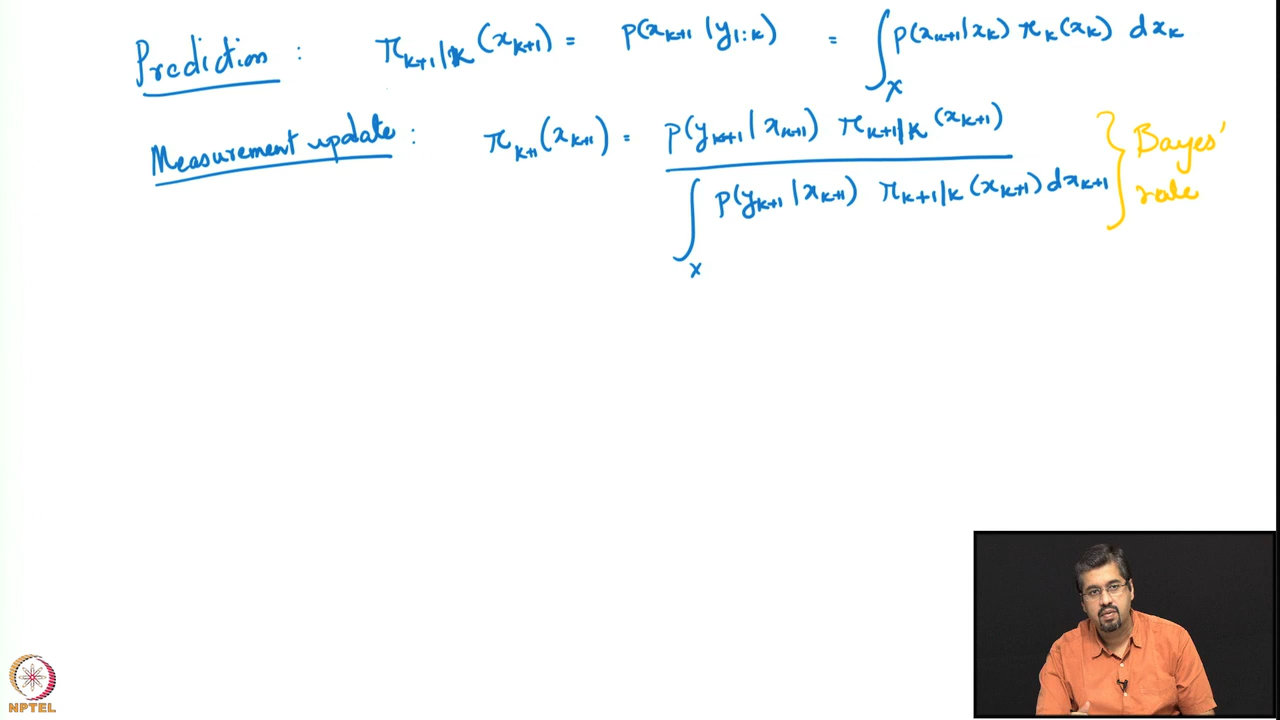 Prediction : π_{k+1|k}(x_{k+1}) = p(x_{k+1} | y_{1:k}) = ∫_X p(x_{k+1}|x_k) π_k(x_k) dx_k
Measurement update : π_{k+1}(x_{k+1}) = p(y_{k+1} | x_{k+1}) π_{k+1|k}(x_{k+1})
∫_X p(y_{k+1} | x_{k+1}) π_{k+1|k}(x_{k+1}) dx_{k+1}
Bayes'
rule
NPTEL